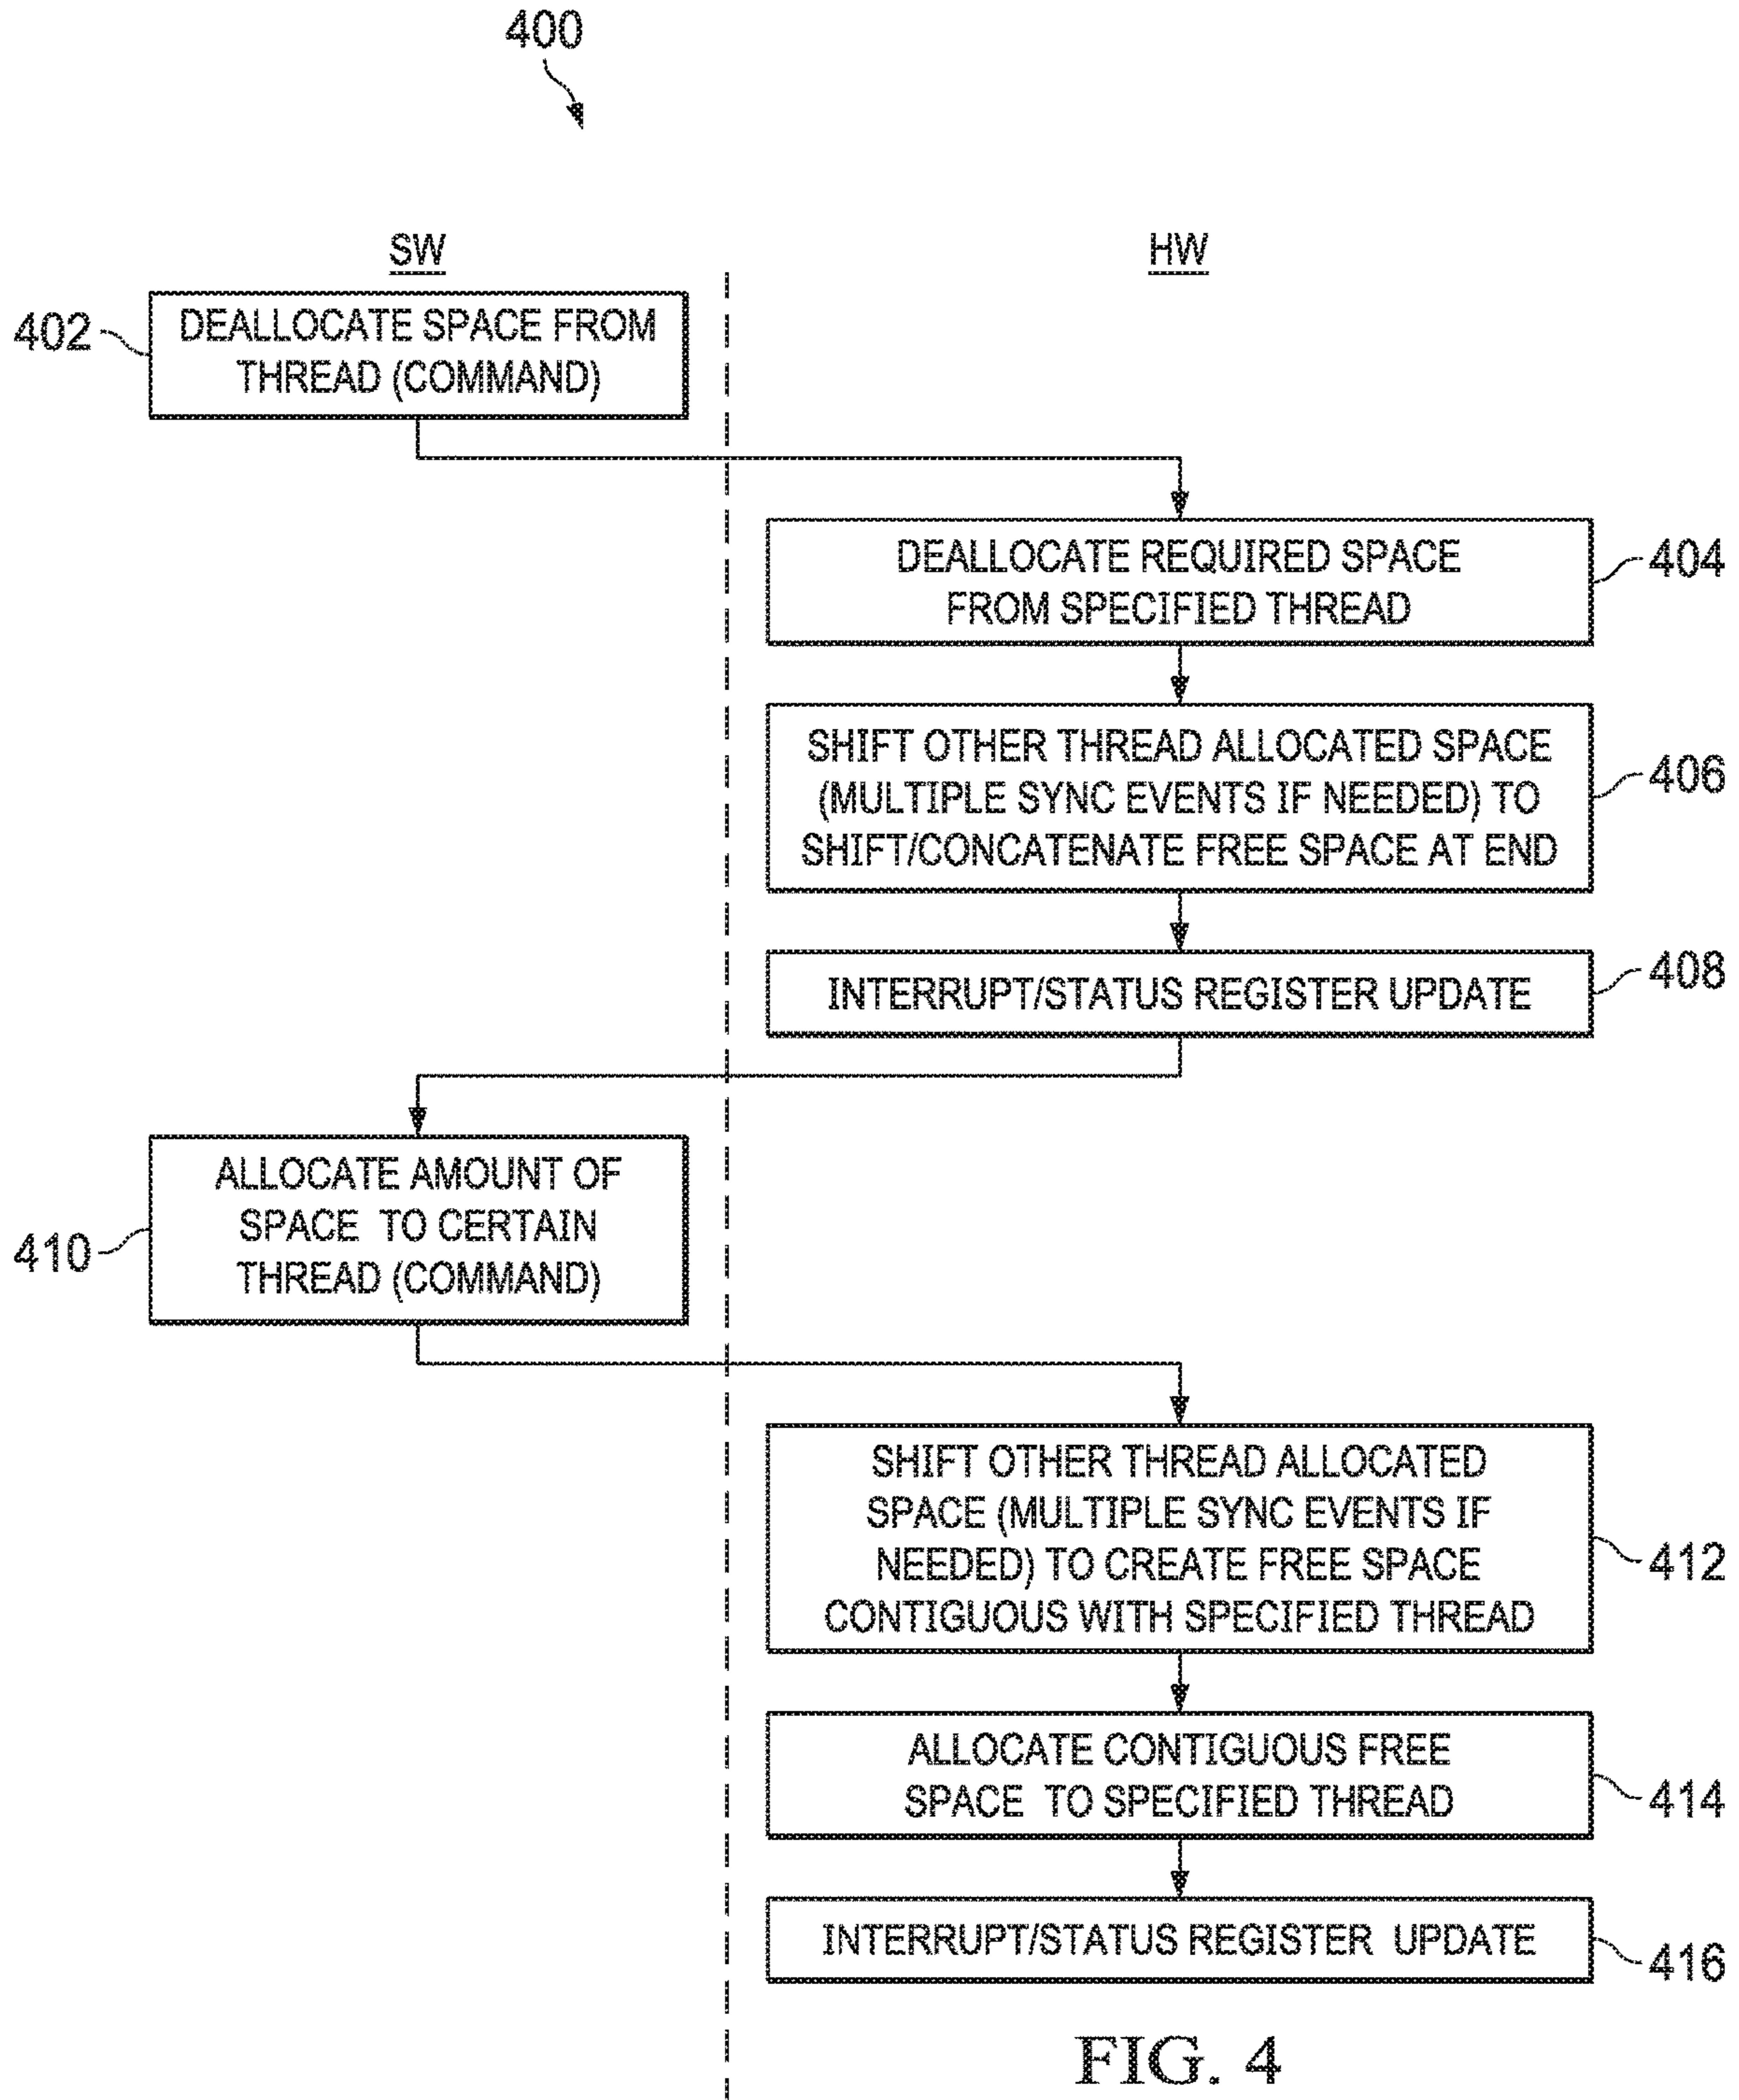 400
SW
HW
402
DEALLOCATE SPACE FROM
THREAD (COMMAND)
DEALLOCATE REQUIRED SPACE
FROM SPECIFIED THREAD
404
SHIFT OTHER THREAD ALLOCATED SPACE
(MULTIPLE SYNC EVENTS IF NEEDED) TO
SHIFT/CONCATENATE FREE SPACE AT END
406
INTERRUPT/STATUS REGISTER UPDATE
408
ALLOCATE AMOUNT OF
SPACE TO CERTAIN
THREAD (COMMAND)
410
SHIFT OTHER THREAD ALLOCATED
SPACE (MULTIPLE SYNC EVENTS IF
NEEDED) TO CREATE FREE SPACE
CONTIGUOUS WITH SPECIFIED THREAD
412
ALLOCATE CONTIGUOUS FREE
SPACE TO SPECIFIED THREAD
414
INTERRUPT/STATUS REGISTER UPDATE
416
FIG. 4